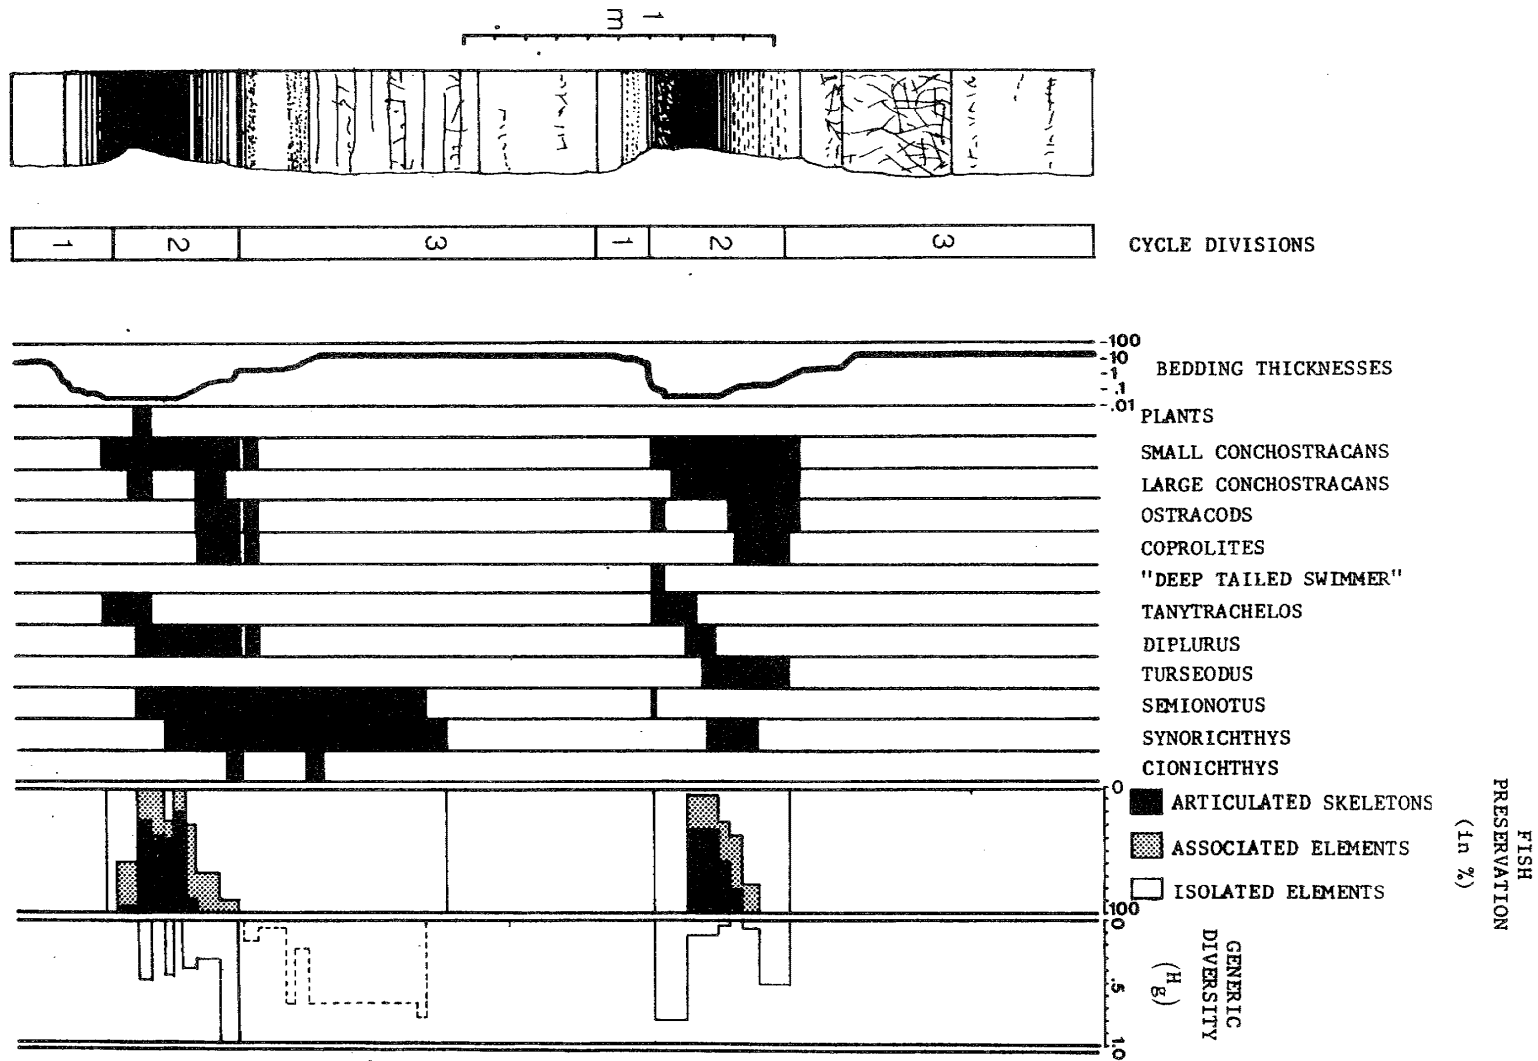 1
m
1
2
3
1
2
3
CYCLE DIVISIONS
-100
-10
-1
-.1
-.01
BEDDING THICKNESSES
PLANTS
SMALL CONCHOSTRACANS
LARGE CONCHOSTRACANS
OSTRACODS
COPROLITES
"DEEP TAILED SWIMMER"
TANYTRACHELOS
DIPLURUS
TURSEODUS
SEMIONOTUS
SYNORICHTHYS
CIONICHTHYS
0
100
ARTICULATED SKELETONS
ASSOCIATED ELEMENTS
ISOLATED ELEMENTS
FISH
PRESERVATION
(in %)
0
.5
1.0
GENERIC
DIVERSITY
(Hg)